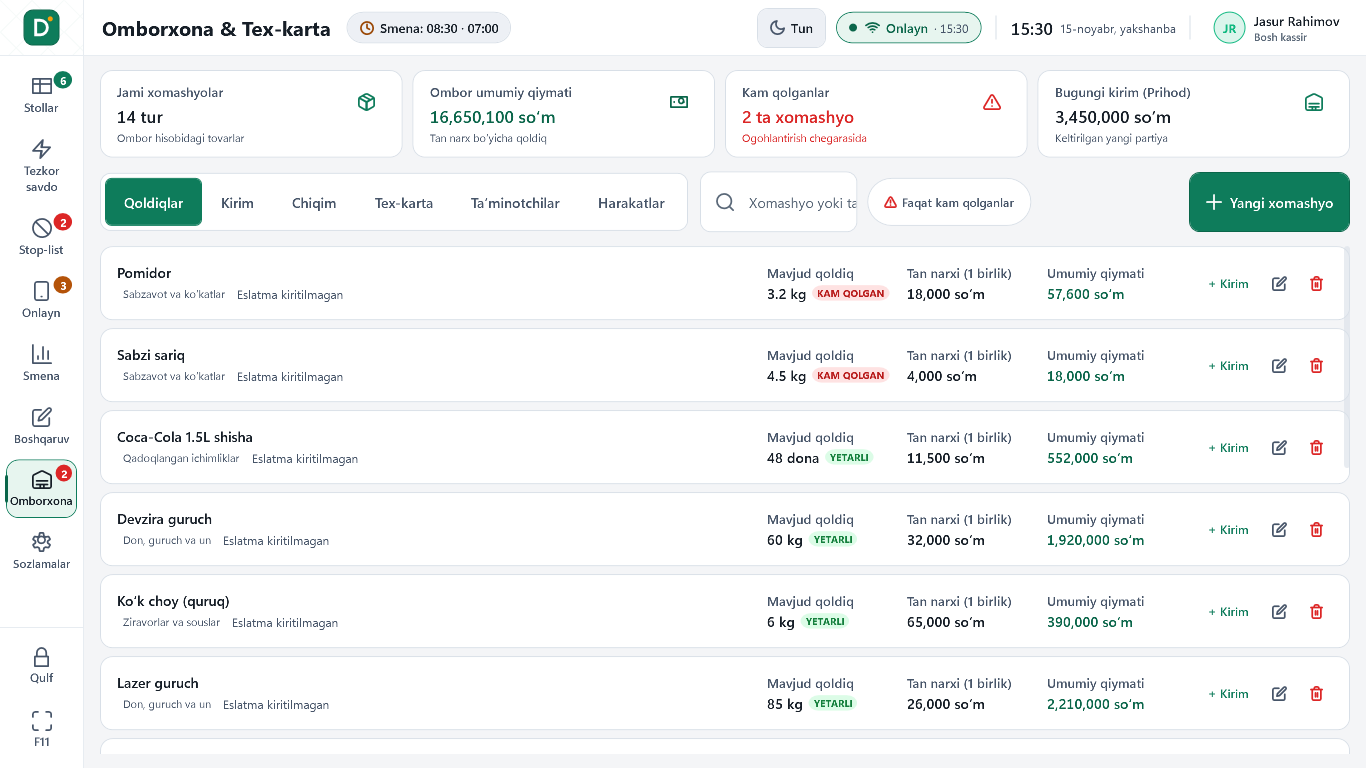 D
Omborxona & Tex-karta
Smena: 08:30 · 07:00
Tun
Onlayn · 15:30
15:30
15-noyabr, yakshanba
JR
Jasur Rahimov
Bosh kassir
6
Stollar
Tezkor
savdo
2
Stop-list
3
Onlayn
Smena
Boshqaruv
2
Omborxona
Sozlamalar
Qulf
F11
Jami xomashyolar
14 tur
Ombor hisobidagi tovarlar
Ombor umumiy qiymati
16,650,100 so‘m
Tan narx bo‘yicha qoldiq
Kam qolganlar
2 ta xomashyo
Ogohlantirish chegarasida
Bugungi kirim (Prihod)
3,450,000 so‘m
Keltirilgan yangi partiya
Qoldiqlar
Kirim
Chiqim
Tex-karta
Ta’minotchilar
Harakatlar
Xomashyo yoki ta
Faqat kam qolganlar
+ Yangi xomashyo
Pomidor
Sabzavot va ko‘katlar Eslatma kiritilmagan
Mavjud qoldiq
3.2 kg KAM QOLGAN
Tan narxi (1 birlik)
18,000 so‘m
Umumiy qiymati
57,600 so‘m
+ Kirim
Sabzi sariq
Sabzavot va ko‘katlar Eslatma kiritilmagan
Mavjud qoldiq
4.5 kg KAM QOLGAN
Tan narxi (1 birlik)
4,000 so‘m
Umumiy qiymati
18,000 so‘m
+ Kirim
Coca-Cola 1.5L shisha
Qadoqlangan ichimliklar Eslatma kiritilmagan
Mavjud qoldiq
48 dona YETARLI
Tan narxi (1 birlik)
11,500 so‘m
Umumiy qiymati
552,000 so‘m
+ Kirim
Devzira guruch
Don, guruch va un Eslatma kiritilmagan
Mavjud qoldiq
60 kg YETARLI
Tan narxi (1 birlik)
32,000 so‘m
Umumiy qiymati
1,920,000 so‘m
+ Kirim
Ko‘k choy (quruq)
Ziravorlar va souslar Eslatma kiritilmagan
Mavjud qoldiq
6 kg YETARLI
Tan narxi (1 birlik)
65,000 so‘m
Umumiy qiymati
390,000 so‘m
+ Kirim
Lazer guruch
Don, guruch va un Eslatma kiritilmagan
Mavjud qoldiq
85 kg YETARLI
Tan narxi (1 birlik)
26,000 so‘m
Umumiy qiymati
2,210,000 so‘m
+ Kirim